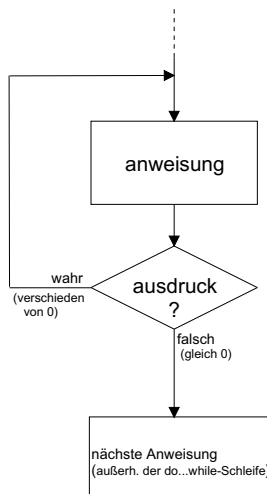 anweisung
wahr
(verschieden
von 0)
ausdruck
?
falsch
(gleich 0)
nächste Anweisung
(außerh. der do...while-Schleife)